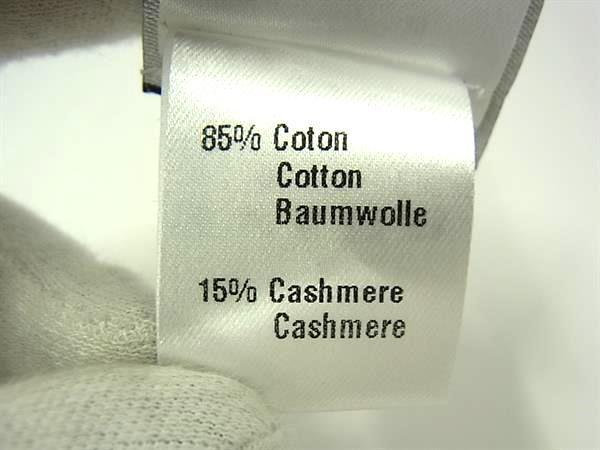 85% Coton
Cotton
Baumwolle
15% Cashmere
Cashmere